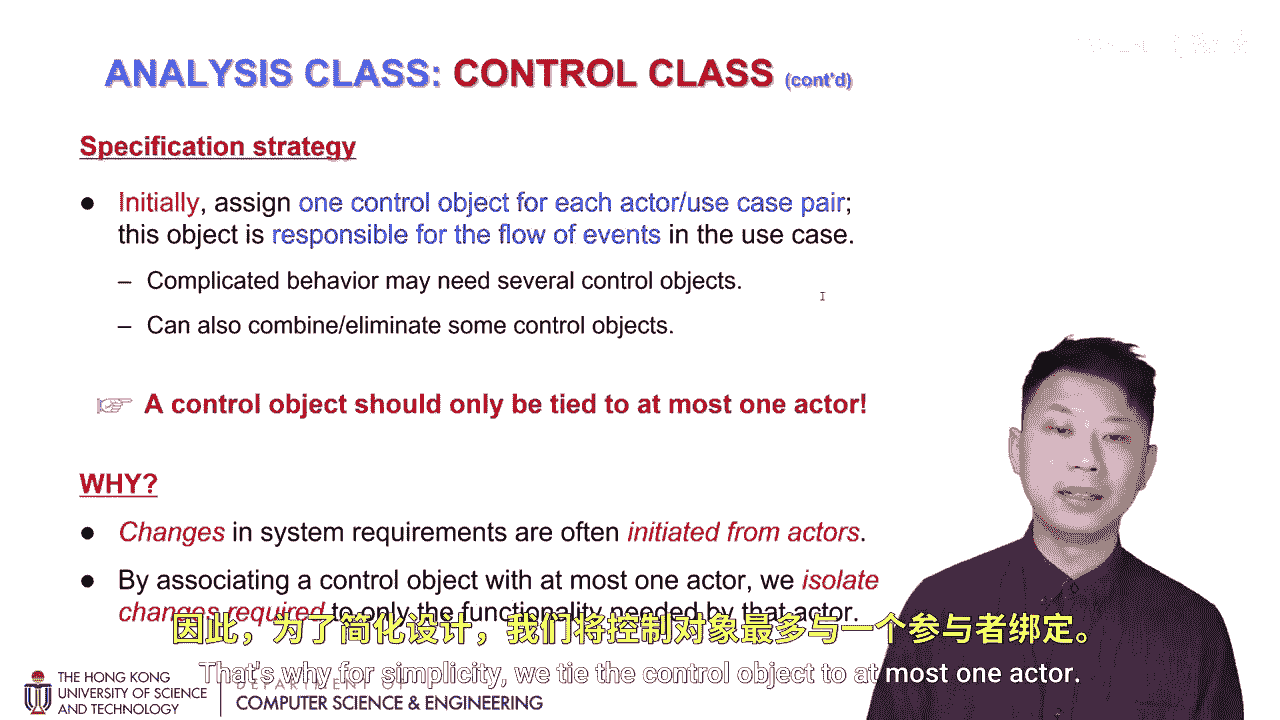 ANALYSIS CLASS: CONTROL CLASS (cont'd)
Specification strategy
● Initially, assign one control object for each actor/use case pair;
this object is responsible for the flow of events in the use case.
– Complicated behavior may need several control objects.
– Can also combine/eliminate some control objects.
☞ A control object should only be tied to at most one actor!
WHY?
● Changes in system requirements are often initiated from actors.
● By associating a control object with at most one actor, we isolate
changes required to only the functionality needed by that actor.
因此，为了简化设计，我们将控制对象最多与一个参与者绑定。
That's why for simplicity, we tie the control object to at most one actor.
THE HONG KONG
UNIVERSITY OF SCIENCE
AND TECHNOLOGY
DEPARTMENT OF
COMPUTER SCIENCE & ENGINEERING